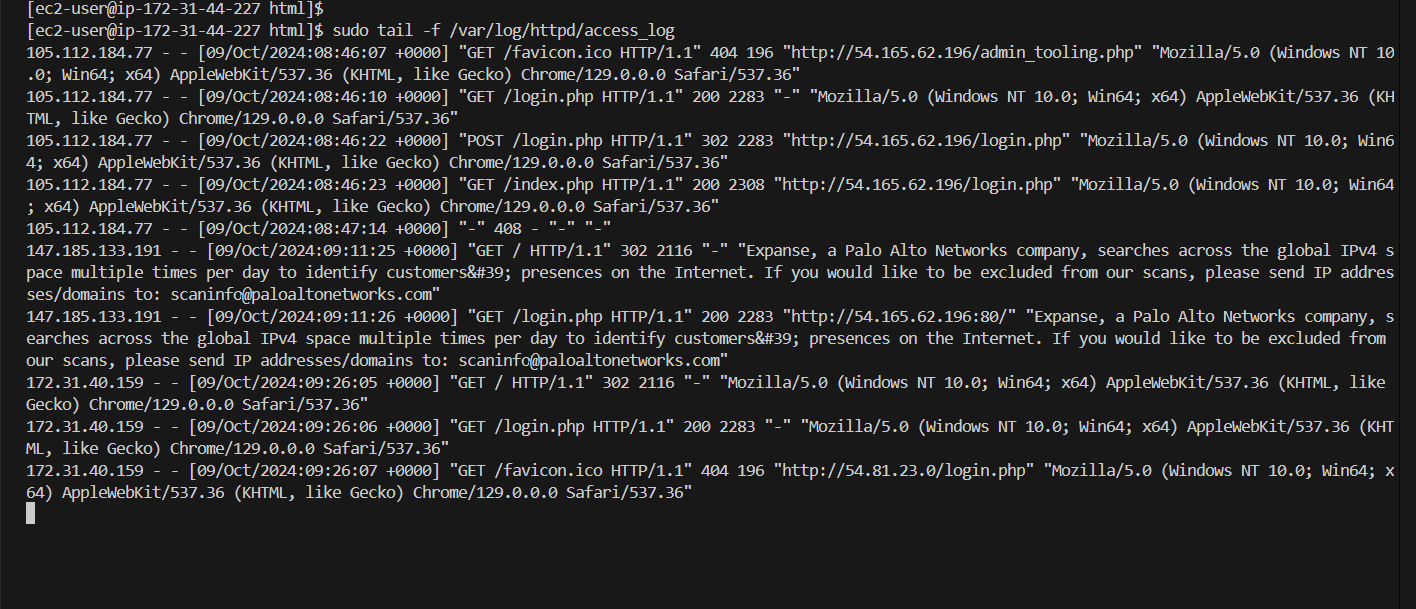 [ec2-user@ip-172-31-44-227 html]$
[ec2-user@ip-172-31-44-227 html]$ sudo tail -f /var/log/httpd/access_log
105.112.184.77 - - [09/Oct/2024:08:46:07 +0000] "GET /favicon.ico HTTP/1.1" 404 196 "http://54.165.62.196/admin_tooling.php" "Mozilla/5.0 (Windows NT 10
.0; Win64; x64) AppleWebKit/537.36 (KHTML, like Gecko) Chrome/129.0.0.0 Safari/537.36"
105.112.184.77 - - [09/Oct/2024:08:46:10 +0000] "GET /login.php HTTP/1.1" 200 2283 "-" "Mozilla/5.0 (Windows NT 10.0; Win64; x64) AppleWebKit/537.36 (KH
TML, like Gecko) Chrome/129.0.0.0 Safari/537.36"
105.112.184.77 - - [09/Oct/2024:08:46:22 +0000] "POST /login.php HTTP/1.1" 302 2283 "http://54.165.62.196/login.php" "Mozilla/5.0 (Windows NT 10.0; Win6
4; x64) AppleWebKit/537.36 (KHTML, like Gecko) Chrome/129.0.0.0 Safari/537.36"
105.112.184.77 - - [09/Oct/2024:08:46:23 +0000] "GET /index.php HTTP/1.1" 200 2308 "http://54.165.62.196/login.php" "Mozilla/5.0 (Windows NT 10.0; Win64
; x64) AppleWebKit/537.36 (KHTML, like Gecko) Chrome/129.0.0.0 Safari/537.36"
105.112.184.77 - - [09/Oct/2024:08:47:14 +0000] "-" 408 - "-" "-"
147.185.133.191 - - [09/Oct/2024:09:11:25 +0000] "GET / HTTP/1.1" 302 2116 "-" "Expanse, a Palo Alto Networks company, searches across the global IPv4 s
pace multiple times per day to identify customers&#39; presences on the Internet. If you would like to be excluded from our scans, please send IP addres
ses/domains to: scaninfo@paloaltonetworks.com"
147.185.133.191 - - [09/Oct/2024:09:11:26 +0000] "GET /login.php HTTP/1.1" 200 2283 "http://54.165.62.196:80/" "Expanse, a Palo Alto Networks company, s
earches across the global IPv4 space multiple times per day to identify customers&#39; presences on the Internet. If you would like to be excluded from
our scans, please send IP addresses/domains to: scaninfo@paloaltonetworks.com"
172.31.40.159 - - [09/Oct/2024:09:26:05 +0000] "GET / HTTP/1.1" 302 2116 "-" "Mozilla/5.0 (Windows NT 10.0; Win64; x64) AppleWebKit/537.36 (KHTML, like
Gecko) Chrome/129.0.0.0 Safari/537.36"
172.31.40.159 - - [09/Oct/2024:09:26:06 +0000] "GET /login.php HTTP/1.1" 200 2283 "-" "Mozilla/5.0 (Windows NT 10.0; Win64; x64) AppleWebKit/537.36 (KHT
ML, like Gecko) Chrome/129.0.0.0 Safari/537.36"
172.31.40.159 - - [09/Oct/2024:09:26:07 +0000] "GET /favicon.ico HTTP/1.1" 404 196 "http://54.81.23.0/login.php" "Mozilla/5.0 (Windows NT 10.0; Win64; x
64) AppleWebKit/537.36 (KHTML, like Gecko) Chrome/129.0.0.0 Safari/537.36"